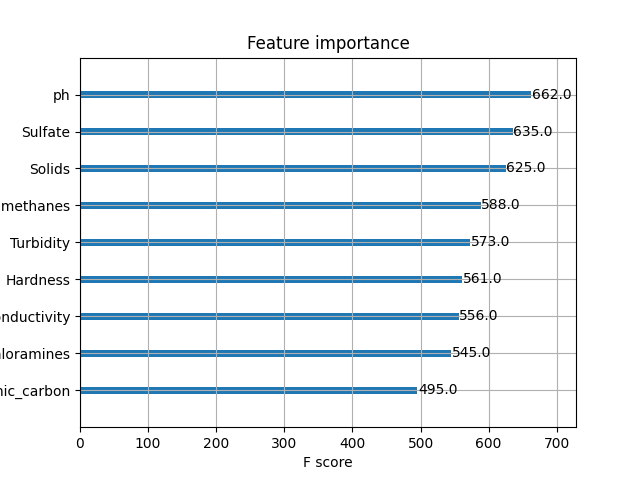 Feature importance
ph 662.0
Sulfate 635.0
Solids 625.0
methanes 588.0
Turbidity 573.0
Hardness 561.0
onductivity 556.0
loramines 545.0
nic_carbon 495.0
0 100 200 300 400 500 600 700
F score